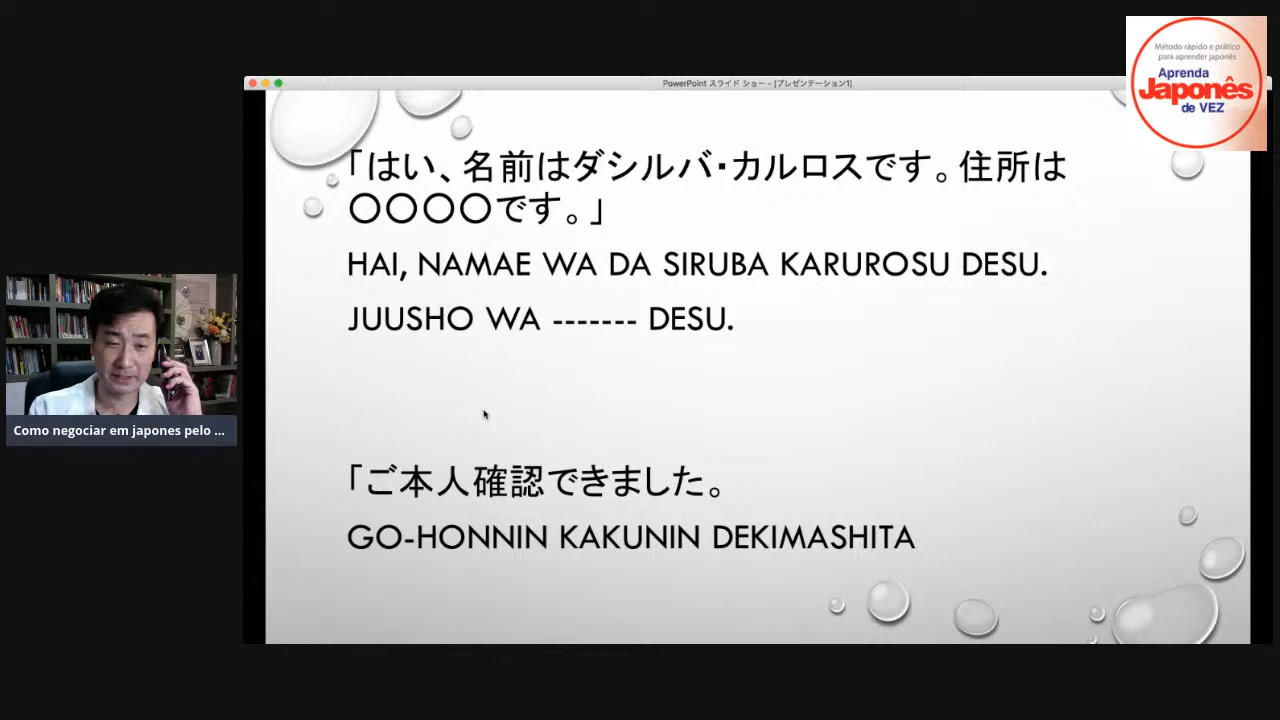 Método ràpido e pràtico
para aprender japonês
Aprenda
Japonês
de VEZ
PowerPoint スライド ショー - [プレゼンテーション1]
「はい、名前はダシルバ・カルロスです。住所は
〇〇〇〇です。」
HAI, NAMAE WA DA SIRUBA KARUROSU DESU.
JUUSHO WA ------- DESU.
Como negociar em japones pelo ...
「ご本人確認できました。
GO-HONNIN KAKUNIN DEKIMASHITA